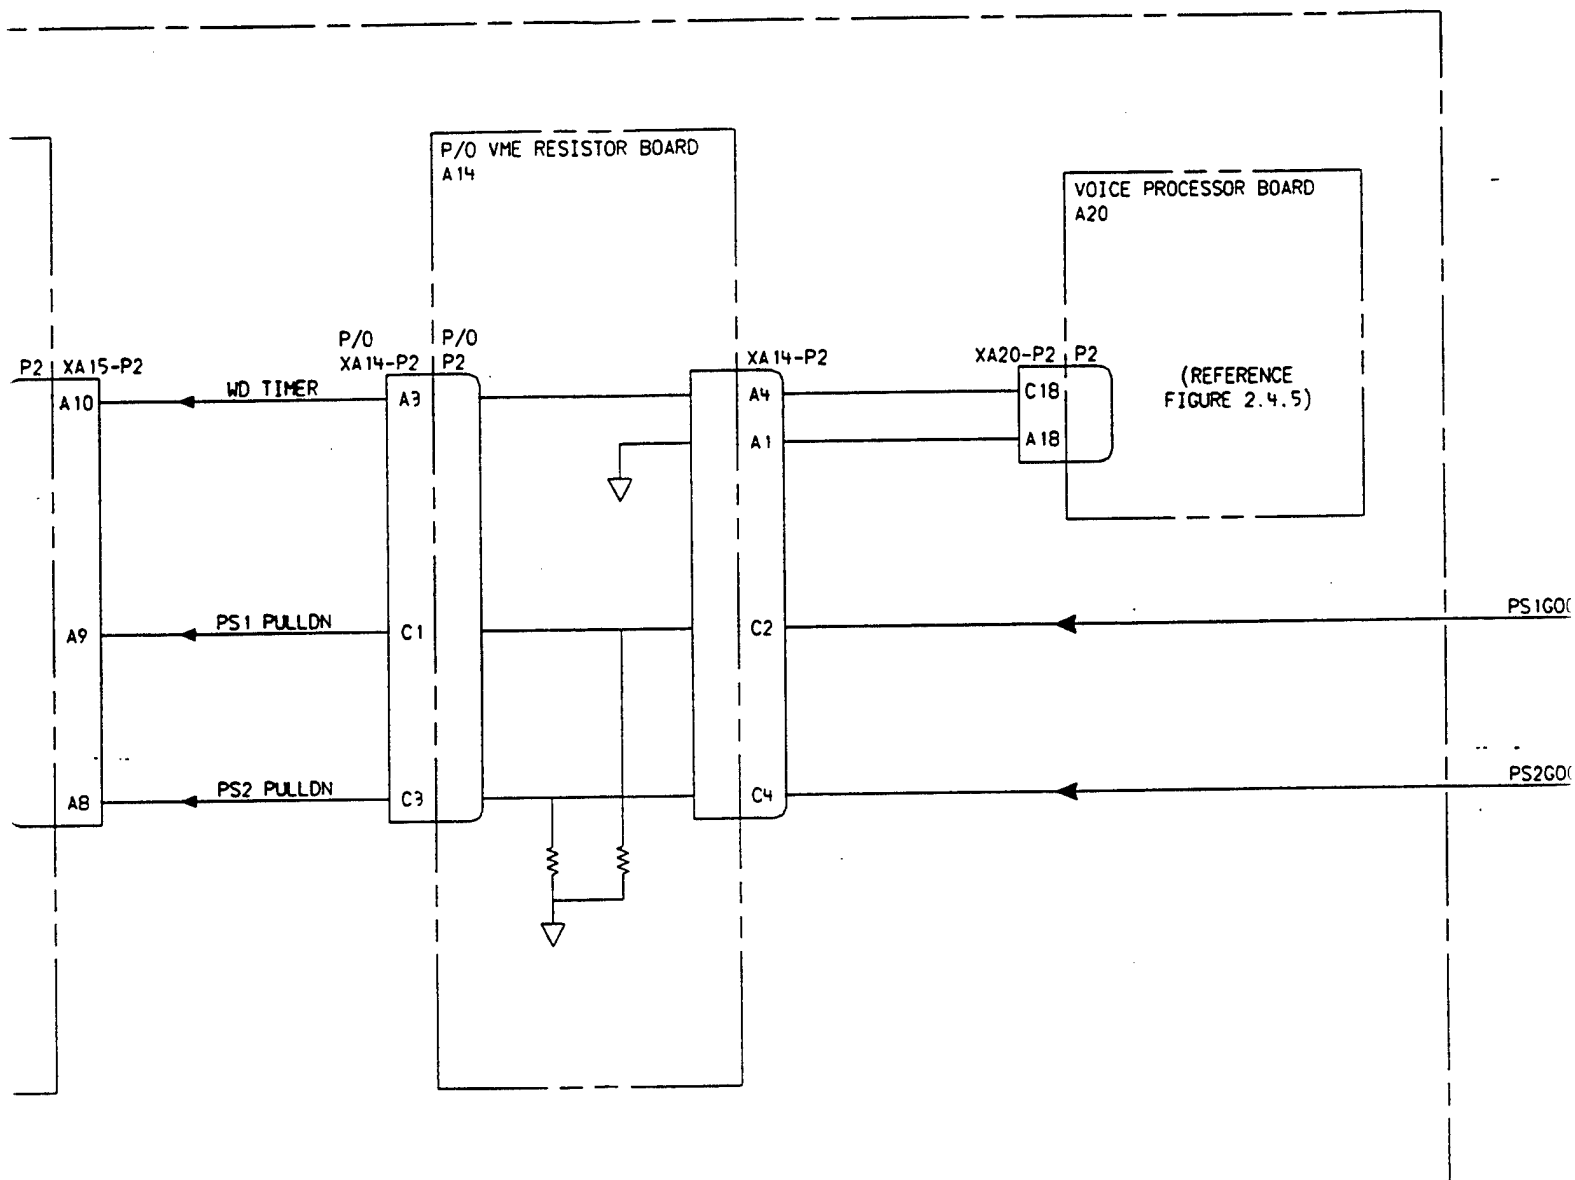 P/O VME RESISTOR BOARD
A14
VOICE PROCESSOR BOARD
A20
(REFERENCE
FIGURE 2.4.5)
P2 XA15-P2
P/O P/O
XA14-P2 P2
XA14-P2
XA20-P2 P2
A10
WD TIMER
A3
A4
C18
A1
A18
A9
PS1 PULLDN
C1
C2
A8
PS2 PULLDN
C3
C4